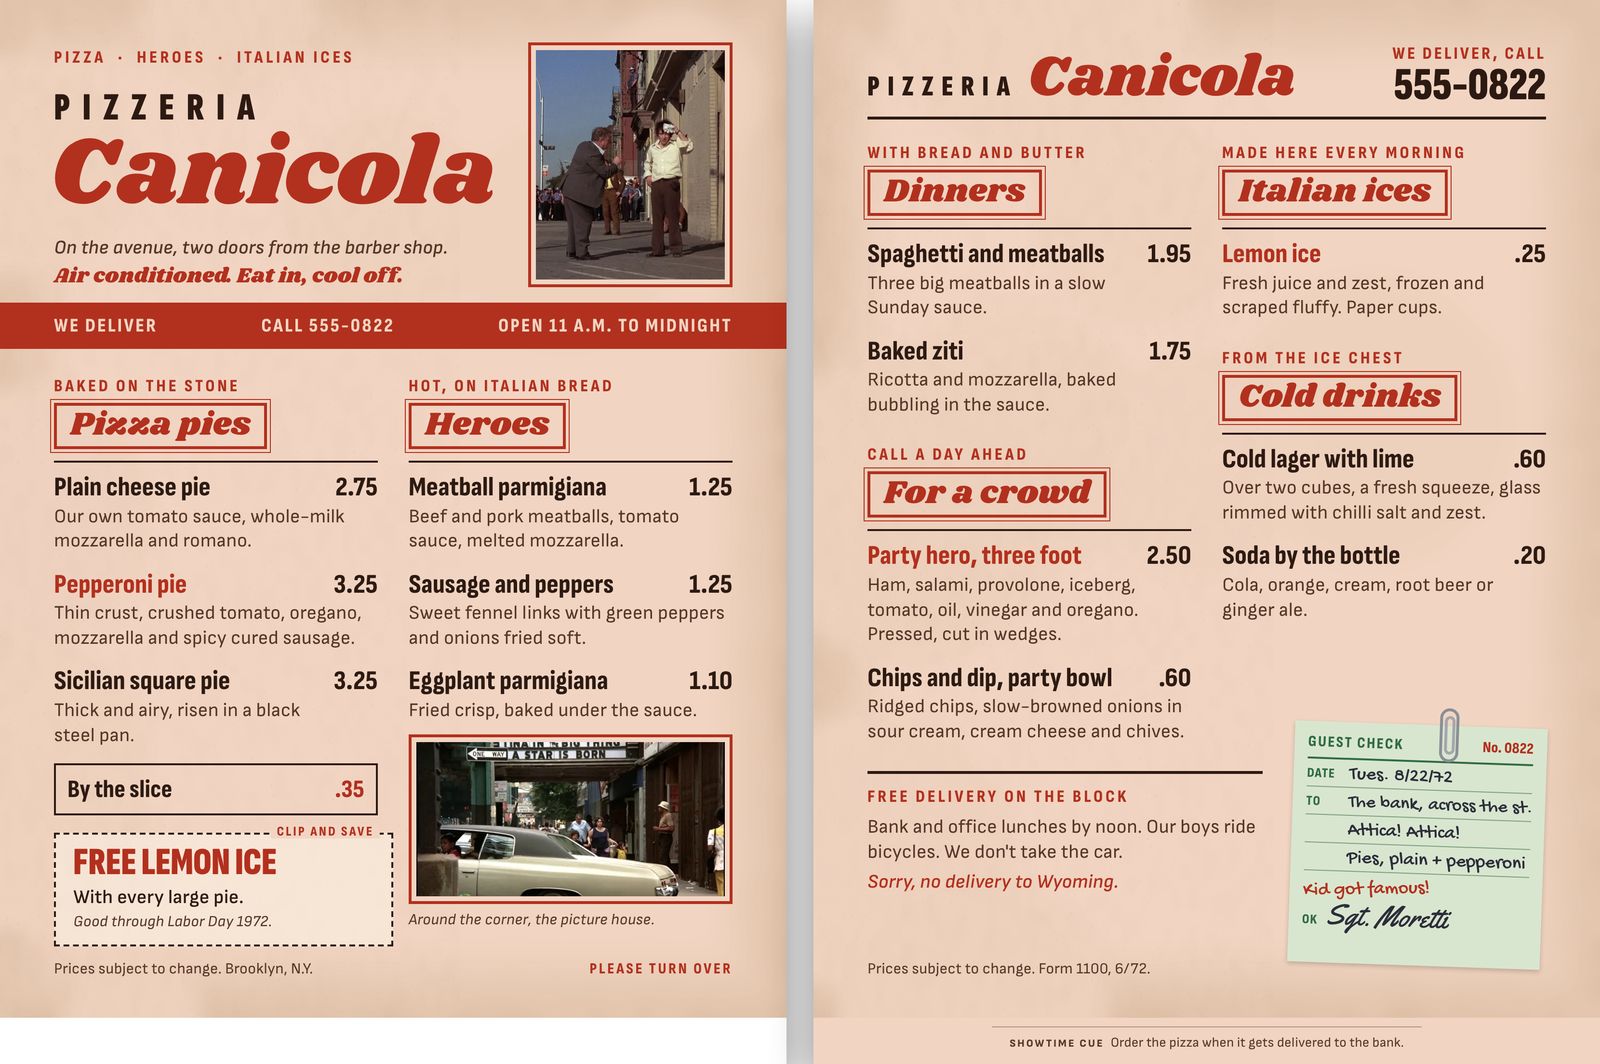 PIZZA · HEROES · ITALIAN ICES
PIZZERIA
Canicola
On the avenue, two doors from the barber shop.
Air conditioned. Eat in, cool off.
WE DELIVER
CALL 555-0822
OPEN 11 A.M. TO MIDNIGHT
BAKED ON THE STONE
Pizza pies
Plain cheese pie 2.75
Our own tomato sauce, whole-milk
mozzarella and romano.
Pepperoni pie 3.25
Thin crust, crushed tomato, oregano,
mozzarella and spicy cured sausage.
Sicilian square pie 3.25
Thick and airy, risen in a black
steel pan.
By the slice .35
CLIP AND SAVE
FREE LEMON ICE
With every large pie.
Good through Labor Day 1972.
HOT, ON ITALIAN BREAD
Heroes
Meatball parmigiana 1.25
Beef and pork meatballs, tomato
sauce, melted mozzarella.
Sausage and peppers 1.25
Sweet fennel links with green peppers
and onions fried soft.
Eggplant parmigiana 1.10
Fried crisp, baked under the sauce.
BIG THING
ONE WAY
A STAR IS BORN
Around the corner, the picture house.
Prices subject to change. Brooklyn, N.Y.
PLEASE TURN OVER
PIZZERIA Canicola
WE DELIVER, CALL
555-0822
WITH BREAD AND BUTTER
Dinners
Spaghetti and meatballs 1.95
Three big meatballs in a slow
Sunday sauce.
Baked ziti 1.75
Ricotta and mozzarella, baked
bubbling in the sauce.
CALL A DAY AHEAD
For a crowd
Party hero, three foot 2.50
Ham, salami, provolone, iceberg,
tomato, oil, vinegar and oregano.
Pressed, cut in wedges.
Chips and dip, party bowl .60
Ridged chips, slow-browned onions in
sour cream, cream cheese and chives.
MADE HERE EVERY MORNING
Italian ices
Lemon ice .25
Fresh juice and zest, frozen and
scraped fluffy. Paper cups.
FROM THE ICE CHEST
Cold drinks
Cold lager with lime .60
Over two cubes, a fresh squeeze, glass
rimmed with chilli salt and zest.
Soda by the bottle .20
Cola, orange, cream, root beer or
ginger ale.
FREE DELIVERY ON THE BLOCK
Bank and office lunches by noon. Our boys ride
bicycles. We don't take the car.
Sorry, no delivery to Wyoming.
GUEST CHECK No. 0822
DATE Tues. 8/22/72
TO The bank, across the st.
Attica! Attica!
Pies, plain + pepperoni
Kid got famous!
OK Sgt. Moretti
Prices subject to change. Form 1100, 6/72.
SHOWTIME CUE Order the pizza when it gets delivered to the bank.